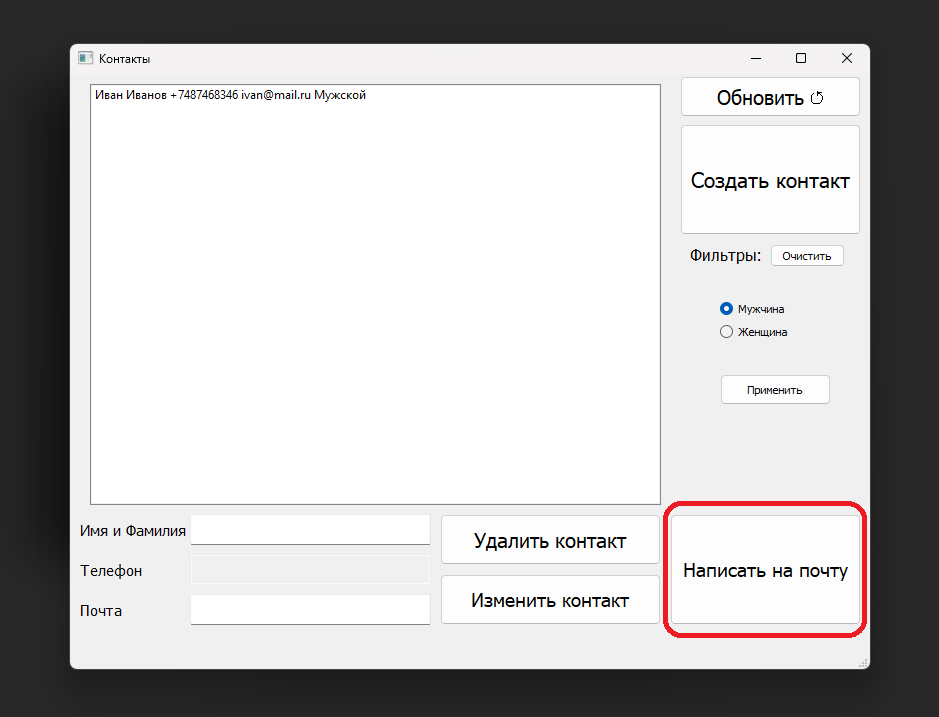 Контакты
Иван Иванов +7487468346 ivan@mail.ru Мужской
Обновить
Создать контакт
Фильтры:
Очистить
Мужчина
Женщина
Применить
Имя и Фамилия
Телефон
Почта
Удалить контакт
Изменить контакт
Написать на почту